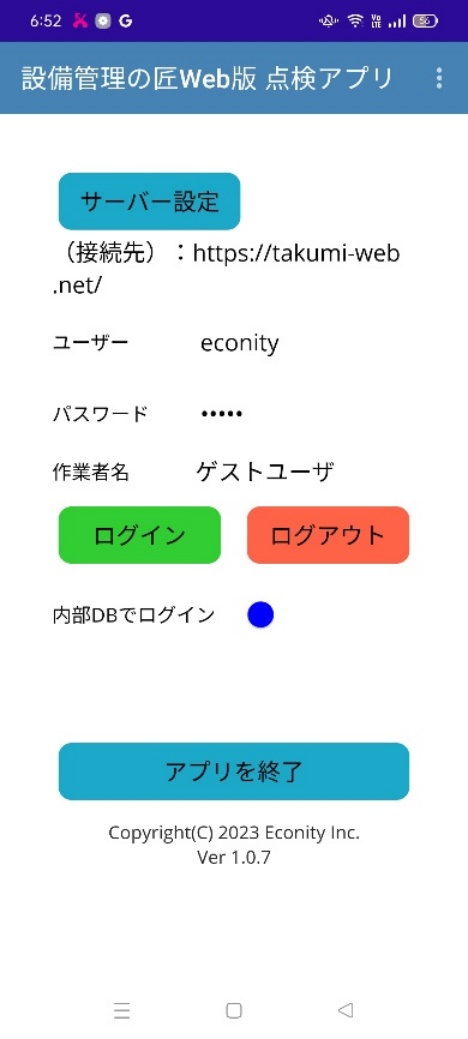 6:52
56
設備管理の匠Web版 点検アプリ
サーバー設定
（接続先）：https://takumi-web
.net/
ユーザー econity
パスワード •••••
作業者名 ゲストユーザ
ログイン ログアウト
内部DBでログイン
アプリを終了
Copyright(C) 2023 Econity Inc.
Ver 1.0.7